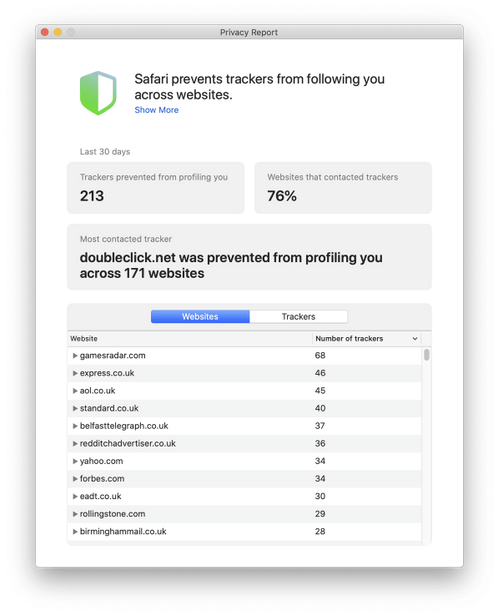 Privacy Report
Safari prevents trackers from following you
across websites.
Show More
Last 30 days
Trackers prevented from profiling you
213
Websites that contacted trackers
76%
Most contacted tracker
doubleclick.net was prevented from profiling you
across 171 websites
Websites Trackers
Website Number of trackers
gamesradar.com 68
express.co.uk 46
aol.co.uk 45
standard.co.uk 40
belfasttelegraph.co.uk 37
redditchadvertiser.co.uk 36
yahoo.com 34
forbes.com 34
eadt.co.uk 30
rollingstone.com 29
birminghammail.co.uk 28